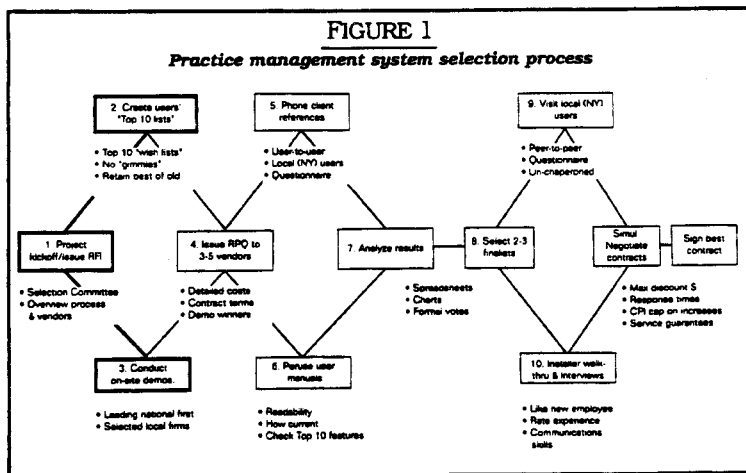 FIGURE 1
Practice management system selection process
2. Create users'
"Top 10 lists"
• Top 10 "wish lists"
• No "gimmies"
• Retain best of old
5. Phone client
references
• User-to-user
• Local (NY) users
• Questionnaire
9. Visit local (NY)
users
• Peer-to-peer
• Questionnaire
• Un-chaperoned
1. Project
kickoff/issue RFI
• Selection Committee
• Overview process
& vendors
4. Issue RPQ to
3-5 vendors
• Detailed costs
• Contract terms
• Demo winners
7. Analyze results
• Spreadsheets
• Charts
• Formal votes
8. Select 2-3
finalists
Simul
Negotiate
contracts
• Max discount $
• Response times
• CPI cap on increases
• Service guarantees
Sign best
contract
3. Conduct
on-site demos.
• Leading national first
• Selected local firms
6. Peruse user
manuals
• Readability
• How current
• Check Top 10 features
10. Installer walk-
thru & interviews
• Like new employee
• Rate experience
• Communications
skills